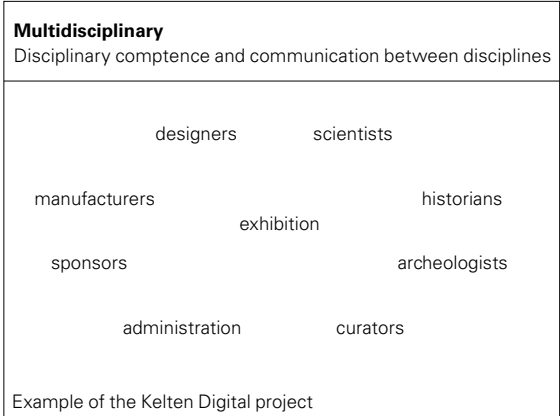 Multidisciplinary
Disciplinary comptence and communication between disciplines
designers scientists
manufacturers historians
exhibition
sponsors archeologists
administration curators
Example of the Kelten Digital project